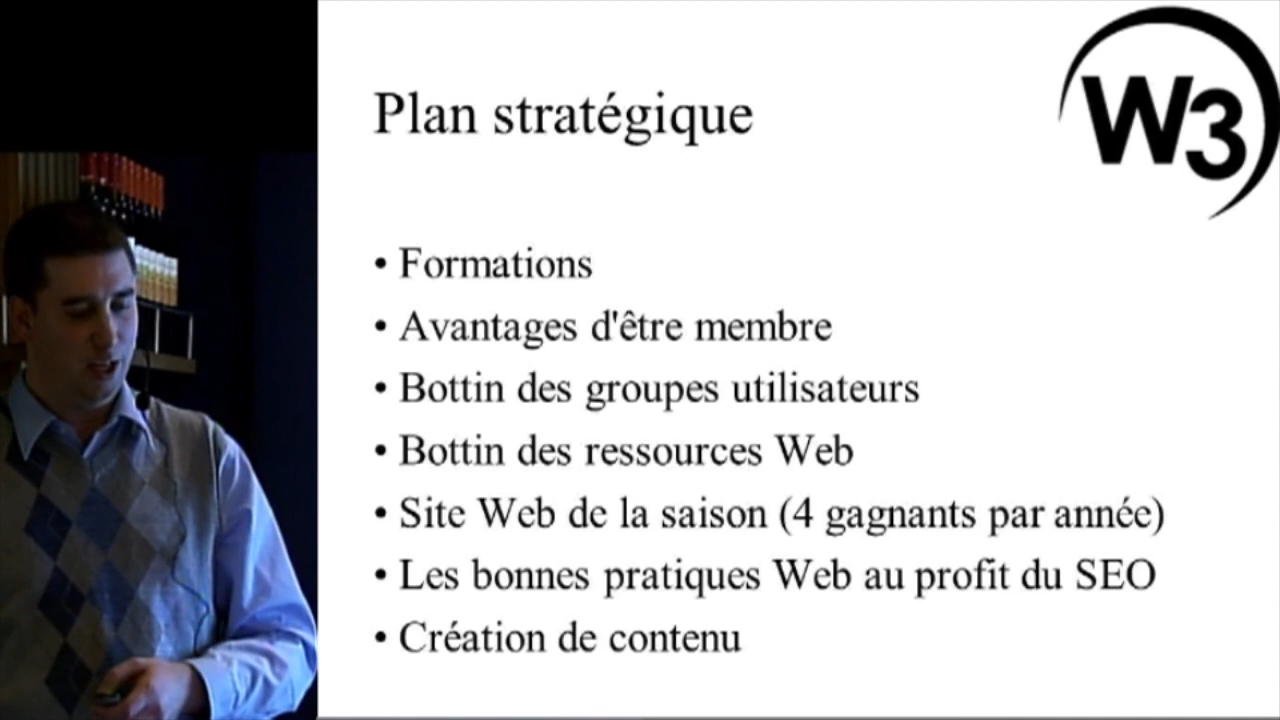 W3
Plan stratégique
• Formations
• Avantages d'être membre
• Bottin des groupes utilisateurs
• Bottin des ressources Web
• Site Web de la saison (4 gagnants par année)
• Les bonnes pratiques Web au profit du SEO
• Création de contenu